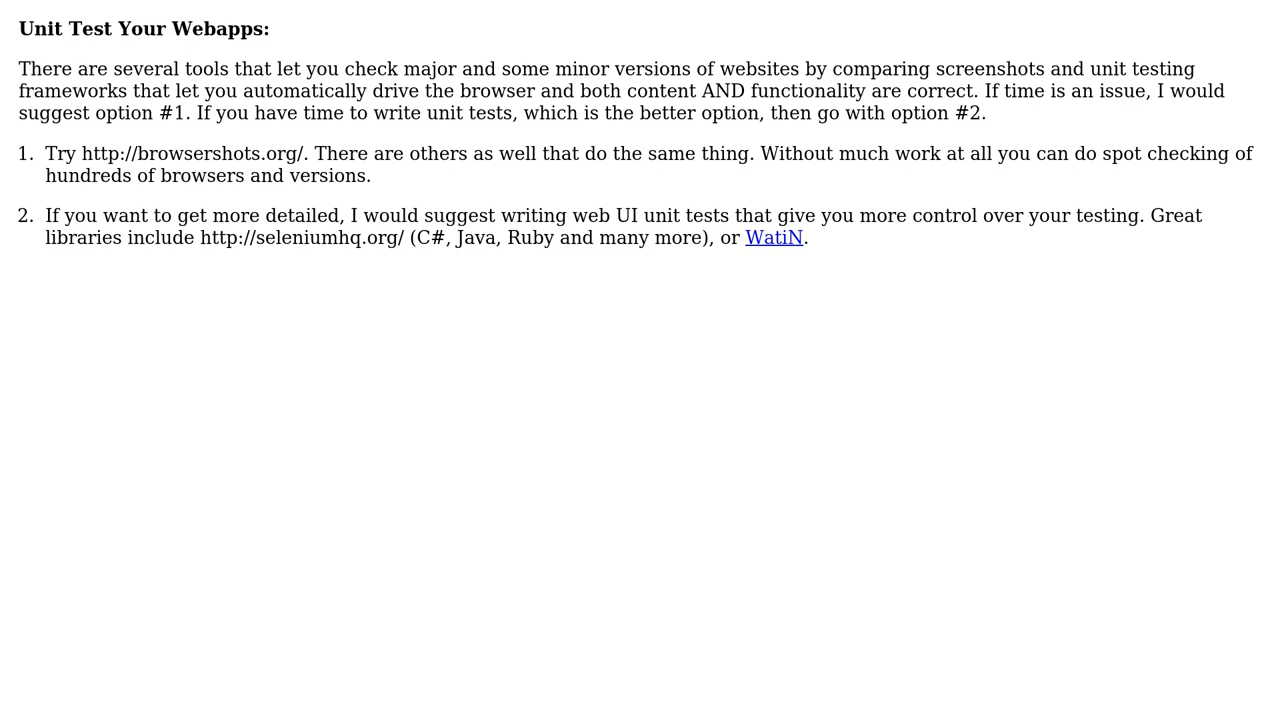 Unit Test Your Webapps:
There are several tools that let you check major and some minor versions of websites by comparing screenshots and unit testing
frameworks that let you automatically drive the browser and both content AND functionality are correct. If time is an issue, I would
suggest option #1. If you have time to write unit tests, which is the better option, then go with option #2.
1. Try http://browsershots.org/. There are others as well that do the same thing. Without much work at all you can do spot checking of
hundreds of browsers and versions.
2. If you want to get more detailed, I would suggest writing web UI unit tests that give you more control over your testing. Great
libraries include http://seleniumhq.org/ (C#, Java, Ruby and many more), or WatiN.